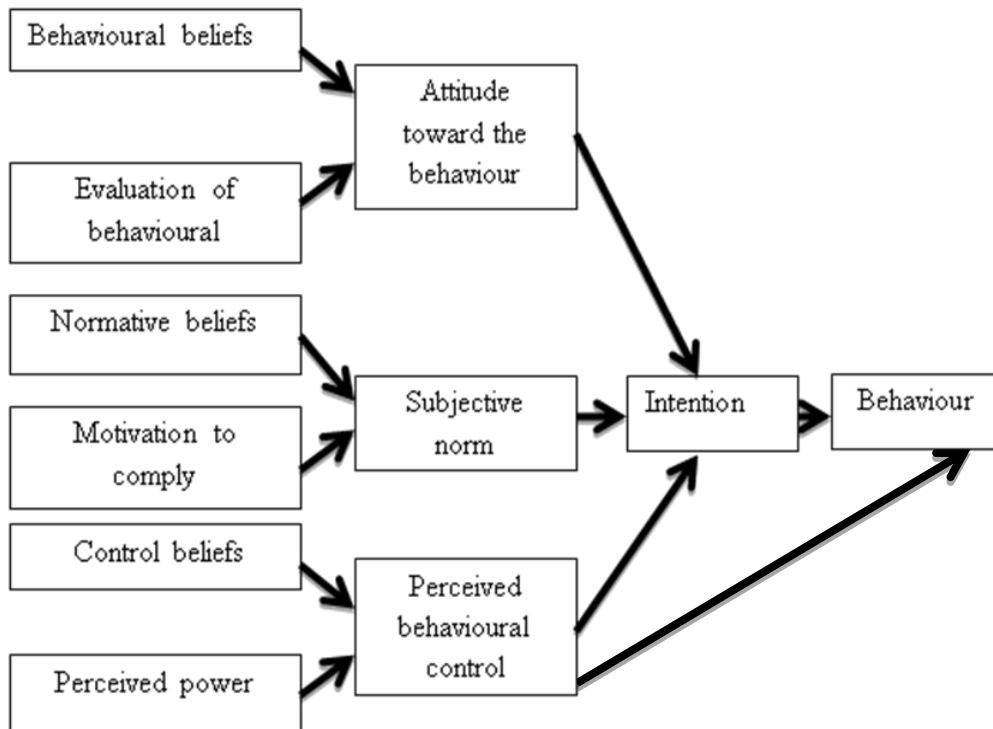 Behavioural beliefs
Attitude
toward the
behaviour
Evaluation of
behavioural
Normative beliefs
Subjective
norm
Intention
Behaviour
Motivation to
comply
Control beliefs
Perceived
behavioural
control
Perceived power